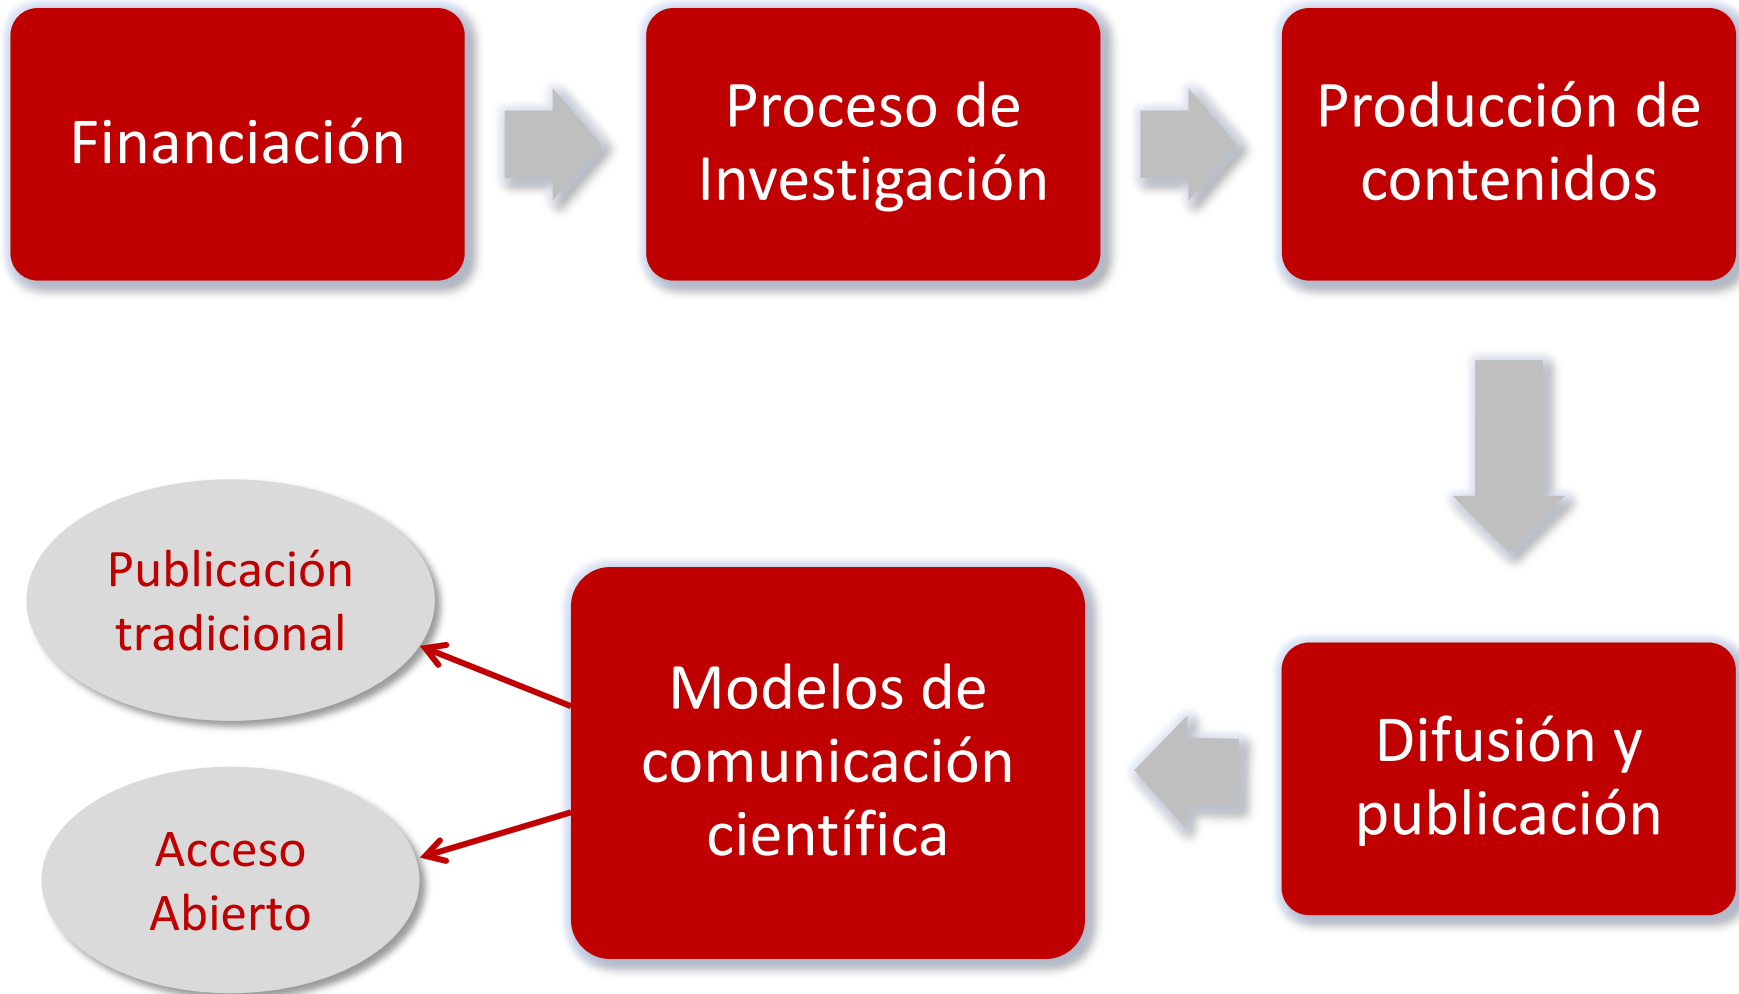 Financiación
Proceso de
Investigación
Producción de
contenidos
Difusión y
publicación
Modelos de
comunicación
científica
Publicación
tradicional
Acceso
Abierto